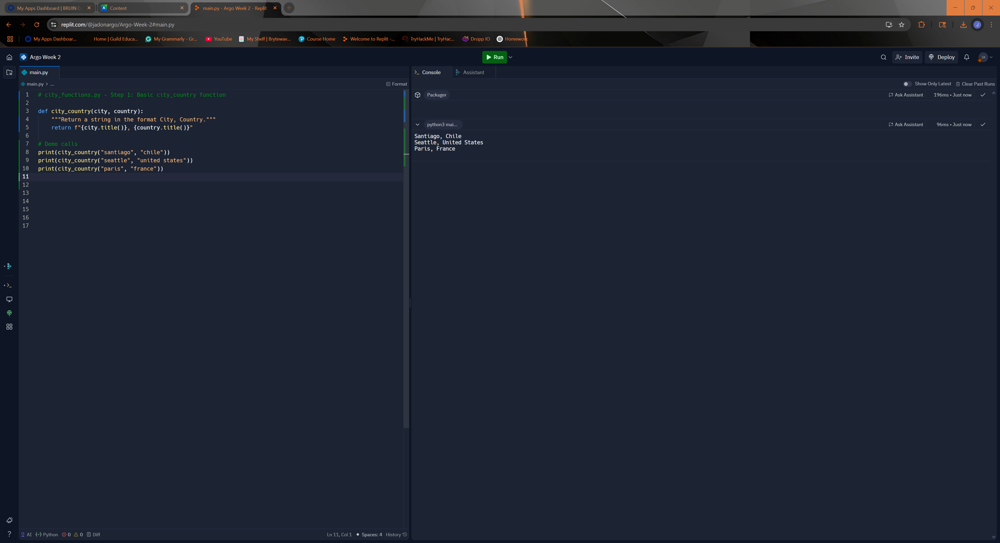 My Apps Dashboard | BRUIN Co
Content
main.py - Argo Week 2 - Replit
replit.com/@jadonargo/Argo-Week-2#main.py
J
My Apps Dashboar...
Home | Guild Educa...
My Grammarly - Gr...
YouTube
My Shelf | Brytewav...
Course Home
Welcome to Replit -...
TryHackMe | TryHac...
Dropp IO
Homework
Argo Week 2
Run
Invite
Deploy
JA
main.py
main.py > ...
Format
1 # city_functions.py - Step 1: Basic city_country function
2
3 def city_country(city, country):
4 """Return a string in the format City, Country."""
5 return f"{city.title()}, {country.title()}"
6
7 # Demo calls
8 print(city_country("santiago", "chile"))
9 print(city_country("seattle", "united states"))
10 print(city_country("paris", "france"))
11
12
13
14
15
16
17
AI
Python
0
0
Diff
Ln 11, Col 1
Spaces: 4
History
Console
Assistant
Show Only Latest
Clear Past Runs
Packager
Ask Assistant
196ms • Just now
python3 mai...
Ask Assistant
96ms • Just now
Santiago, Chile
Seattle, United States
Paris, France